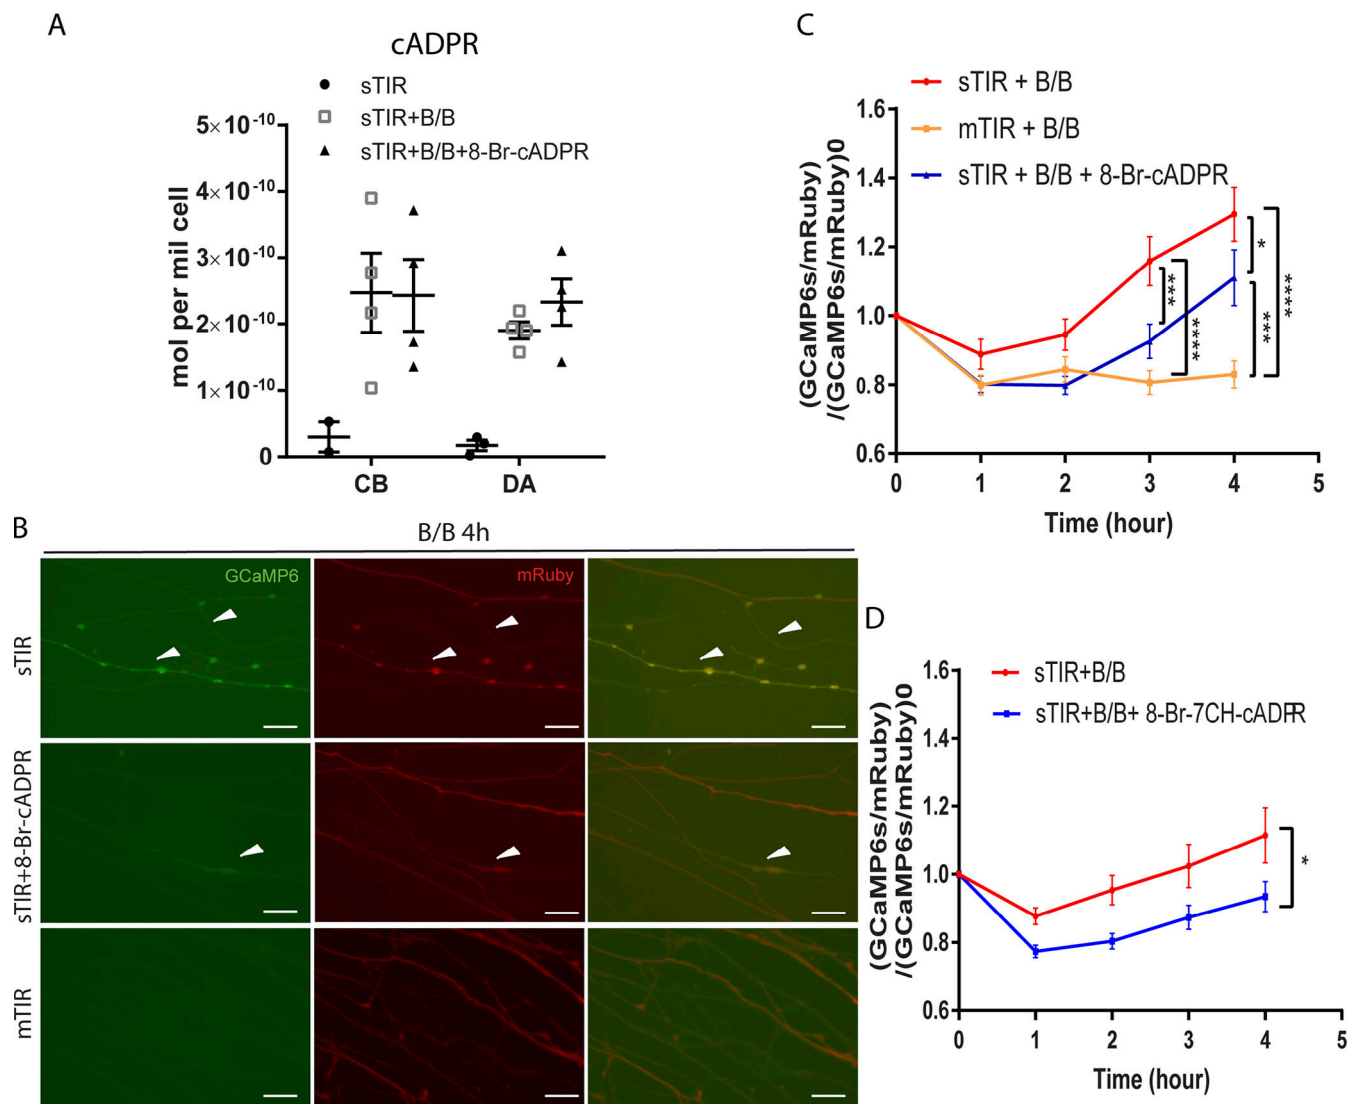 A
cADPR
sTIR
sTIR+B/B
sTIR+B/B+8-Br-cADPR
mol per mil cell
5×10⁻¹⁰
4×10⁻¹⁰
3×10⁻¹⁰
2×10⁻¹⁰
1×10⁻¹⁰
0
CB DA
C
sTIR + B/B
mTIR + B/B
sTIR + B/B + 8-Br-cADPR
(GCaMP6s/mRuby)
/(GCaMP6s/mRuby)0
1.6
1.4
1.2
1.0
0.8
0.6
***
****
*
***
****
0 1 2 3 4 5
Time (hour)
B
B/B 4h
GCaMP6 mRuby
sTIR
sTIR+8-Br-cADPR
mTIR
D
sTIR+B/B
sTIR+B/B+ 8-Br-7CH-cADPR
(GCaMP6s/mRuby)
/(GCaMP6s/mRuby)0
1.6
1.4
1.2
1.0
0.8
0.6
*
0 1 2 3 4 5
Time (hour)